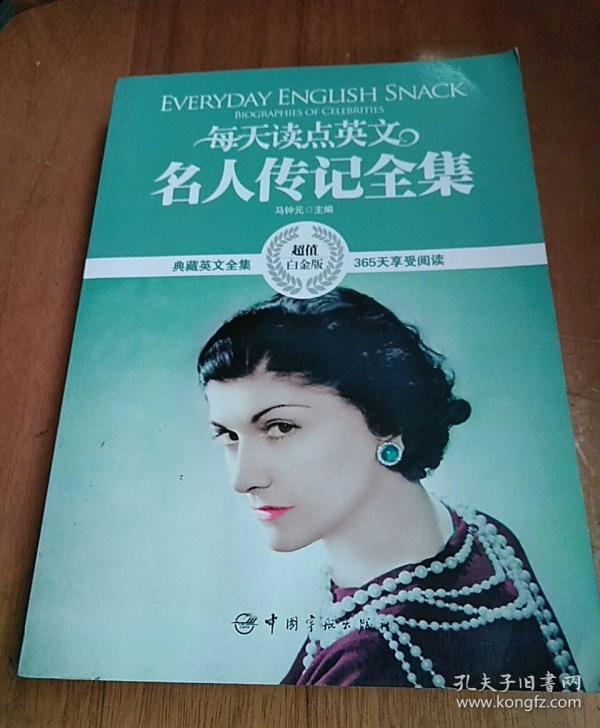 EVERYDAY ENGLISH SNACK
BIOGRAPHIES OF CELEBRITIES
每天读点英文
名人传记全集
马钟元◎主编
典藏英文全集
超值
白金版
365天享受阅读
中国宇航出版社
孔夫子旧書网
www.kongfz.com